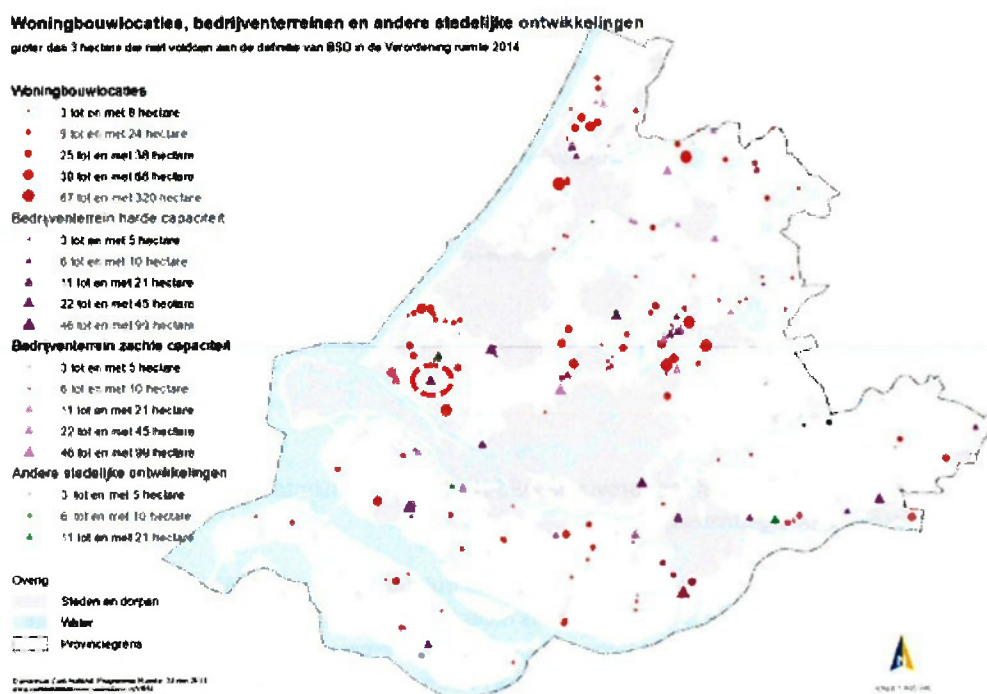 Woningbouwlocaties, bedrijventerreinen en andere stedelijke ontwikkelingen
groter dan 3 hectare die niet voldoen aan de definitie van BSD in de Verordening ruimte 2014
Woningbouwlocaties
3 tot en met 8 hectare
9 tot en met 24 hectare
25 tot en met 38 hectare
39 tot en met 66 hectare
67 tot en met 320 hectare
Bedrijventerrein harde capaciteit
3 tot en met 5 hectare
6 tot en met 10 hectare
11 tot en met 21 hectare
22 tot en met 45 hectare
46 tot en met 99 hectare
Bedrijventerrein zachte capaciteit
3 tot en met 5 hectare
6 tot en met 10 hectare
11 tot en met 21 hectare
22 tot en met 45 hectare
46 tot en met 99 hectare
Andere stedelijke ontwikkelingen
3 tot en met 5 hectare
6 tot en met 10 hectare
11 tot en met 21 hectare
Overig
Steden en dorpen
Water
Provinciegrens
N